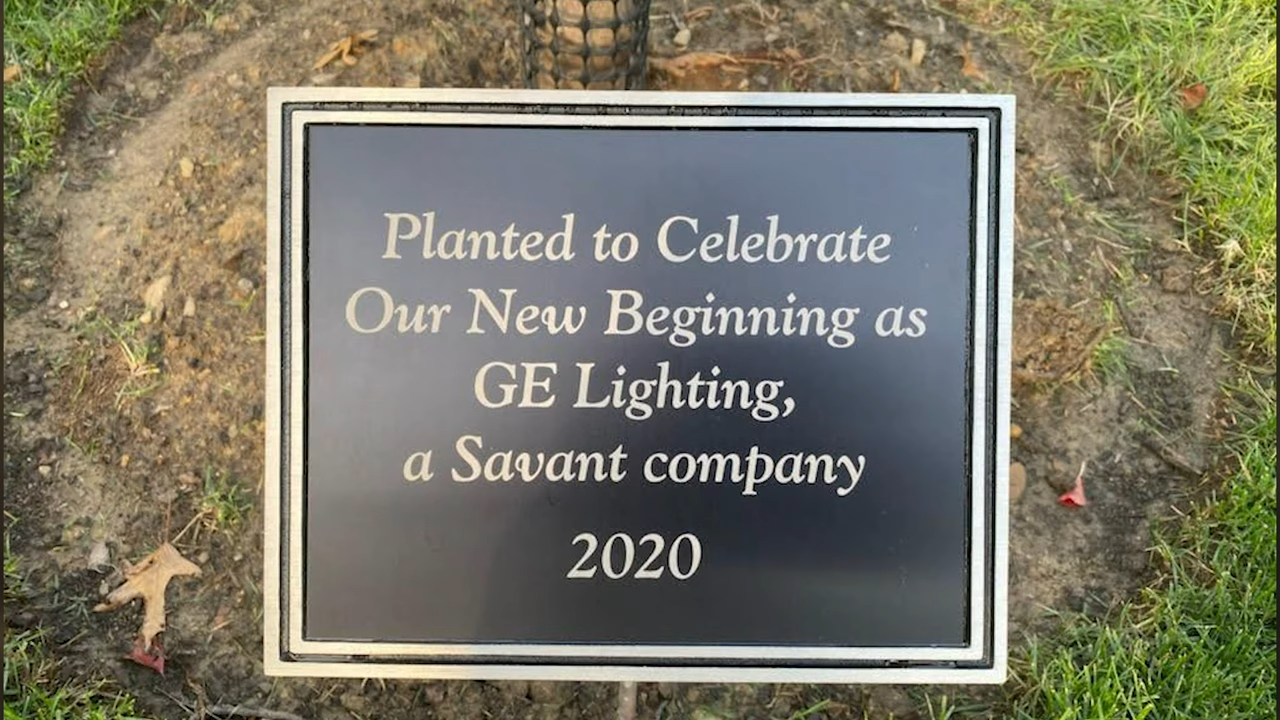 Planted to Celebrate
Our New Beginning as
GE Lighting,
a Savant company
2020